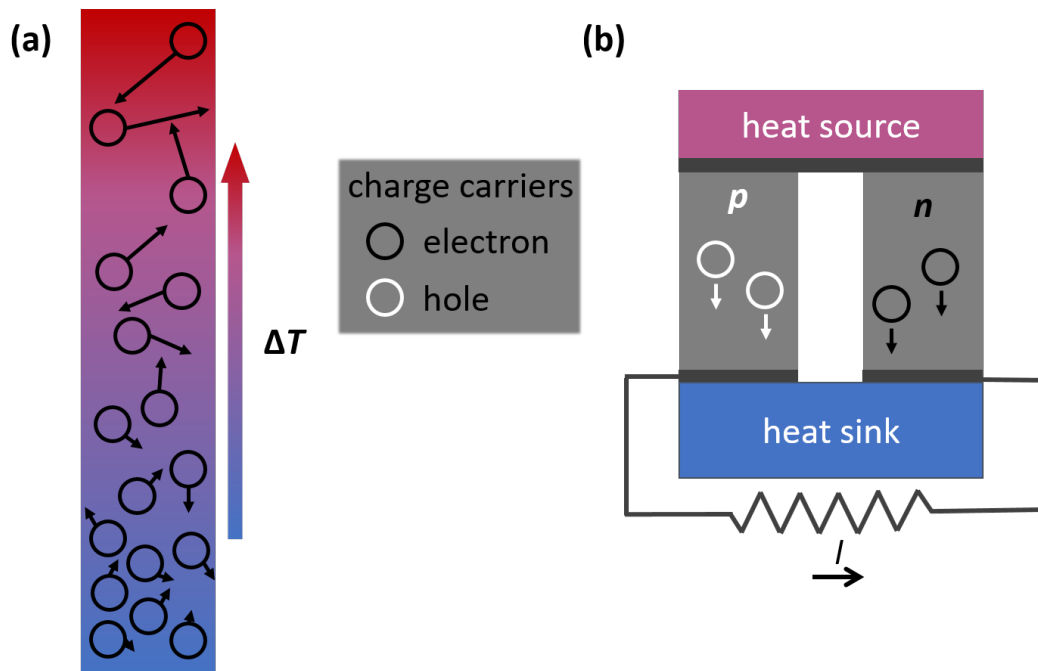 (a)
ΔT
charge carriers
electron
hole
(b)
heat source
p
n
heat sink
I